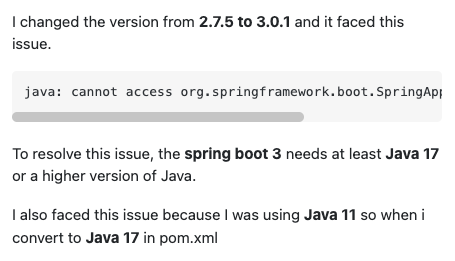 I changed the version from 2.7.5 to 3.0.1 and it faced this
issue.
java: cannot access org.springframework.boot.SpringApp
To resolve this issue, the spring boot 3 needs at least Java 17
or a higher version of Java.
I also faced this issue because I was using Java 11 so when i
convert to Java 17 in pom.xml